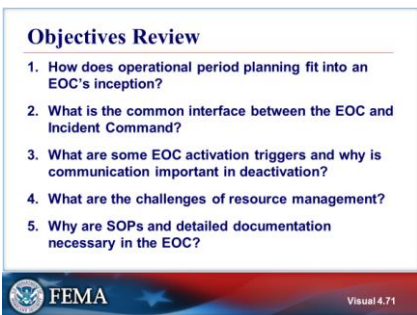 Objectives Review
1. How does operational period planning fit into an
EOC's inception?
2. What is the common interface between the EOC and
Incident Command?
3. What are some EOC activation triggers and why is
communication important in deactivation?
4. What are the challenges of resource management?
5. Why are SOPs and detailed documentation
necessary in the EOC?
FEMA
Visual 4.71